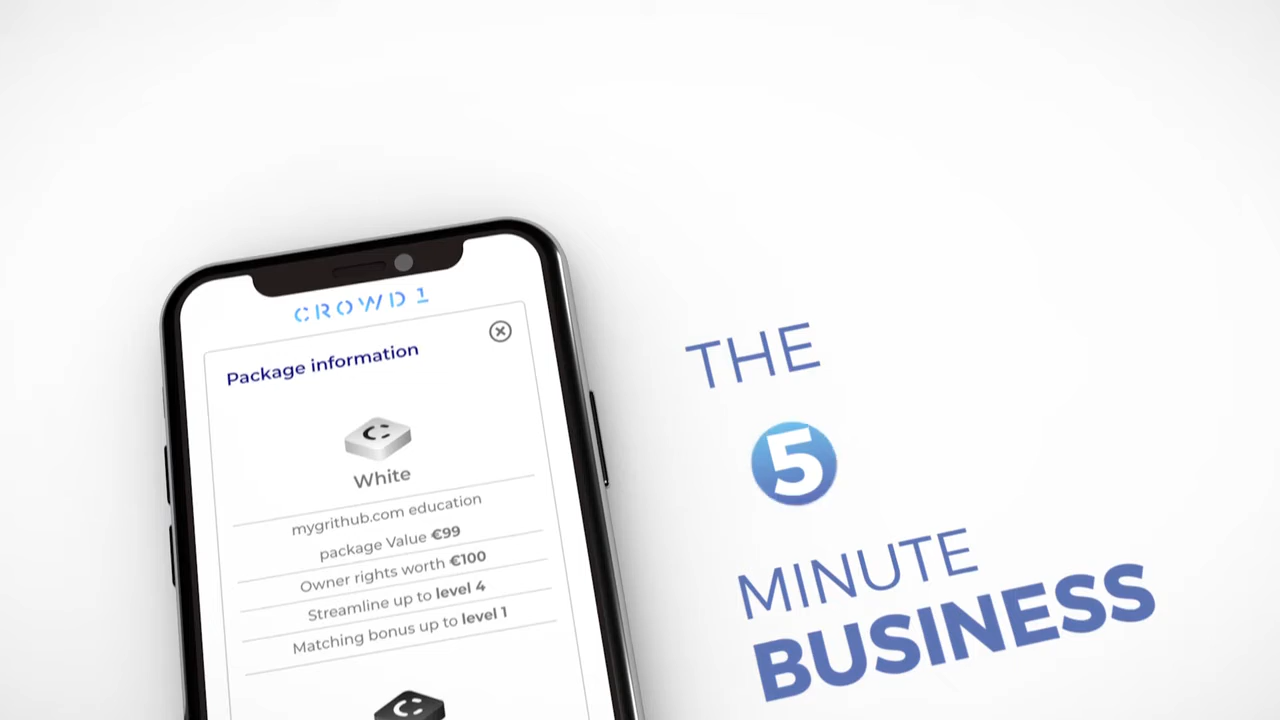 CROWD 1
Package information
White
mygrithub.com education
package Value €99
Owner rights worth €100
Streamline up to level 4
Matching bonus up to level 1
THE
5
MINUTE
BUSINESS